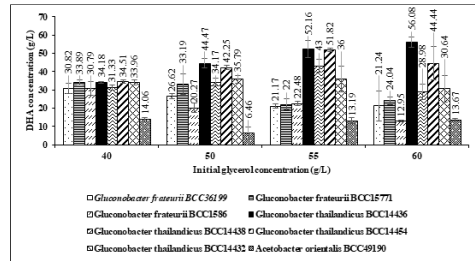 DHA concentration (g/L)
70
60
50
40
30
20
10
0
30.82 33.89 30.79 34.18 31.33 34.51 33.96 14.06
26.62 33.19 20.27 44.47 34.17 42.25 35.79 6.46
21.17 22 22.48 52.16 43 51.82 36 13.19
21.24 24.04 12.95 56.08 28.98 44.44 30.64 13.67
40 50 55 60
Initial glycerol concentration (g/L)
Gluconobacter frateurii BCC36199 Gluconobacter frateurii BCC15771
Gluconobacter frateurii BCC1586 Gluconobacter thailandicus BCC14436
Gluconobacter thailandicus BCC14438 Gluconobacter thailandicus BCC14454
Gluconobacter thailandicus BCC14432 Acetobacter orientalis BCC49190